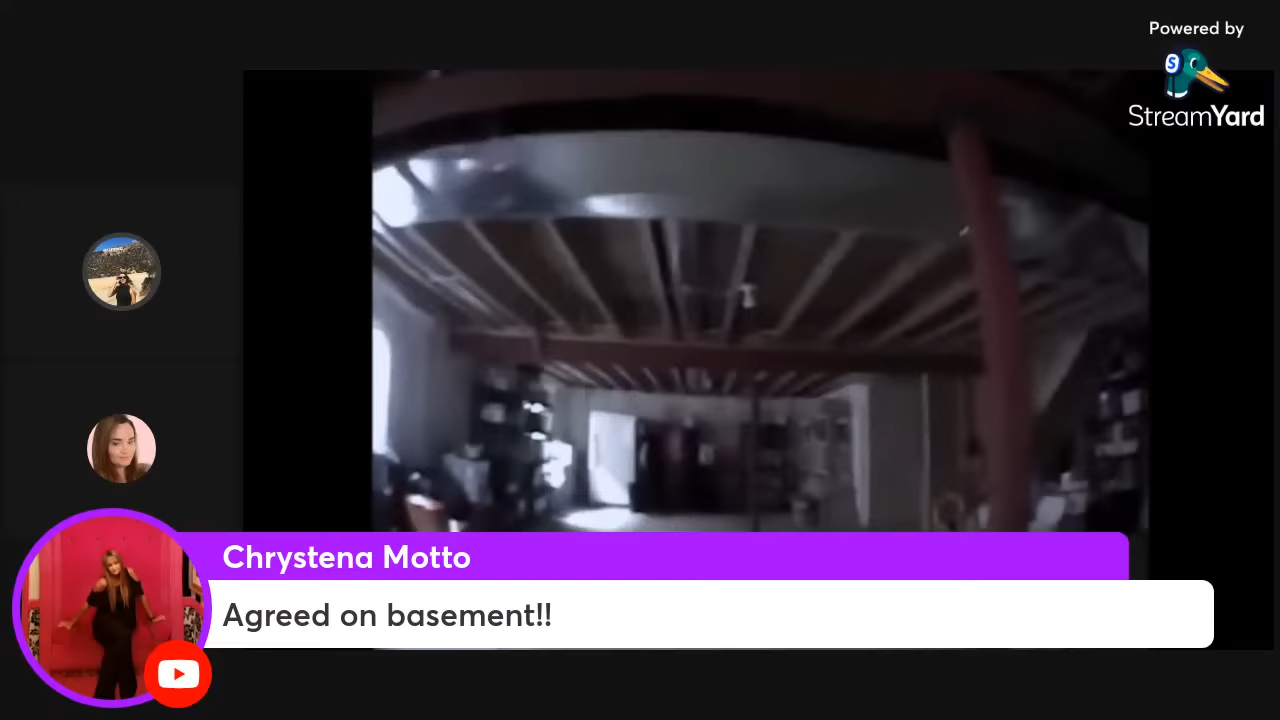 Powered by
S
StreamYard
Chrystena Motto
Agreed on basement!!